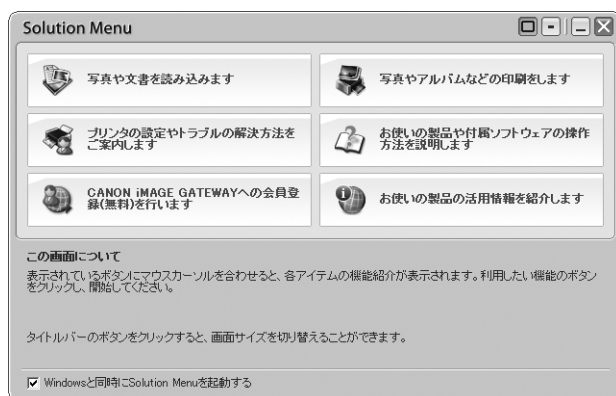 Solution Menu
写真や文書を読み込みます
写真やアルバムなどの印刷をします
プリンタの設定やトラブルの解決方法を
ご案内します
お使いの製品や付属ソフトウェアの操作
方法を説明します
CANON iMAGE GATEWAYへの会員登
録(無料)を行います
お使いの製品の活用情報を紹介します
この画面について
表示されているボタンにマウスカーソルを合わせると、各アイテムの機能紹介が表示されます。利用したい機能のボタン
をクリックし、開始してください。
タイトルバーのボタンをクリックすると、画面サイズを切り替えることができます。
Windowsと同時にSolution Menuを起動する